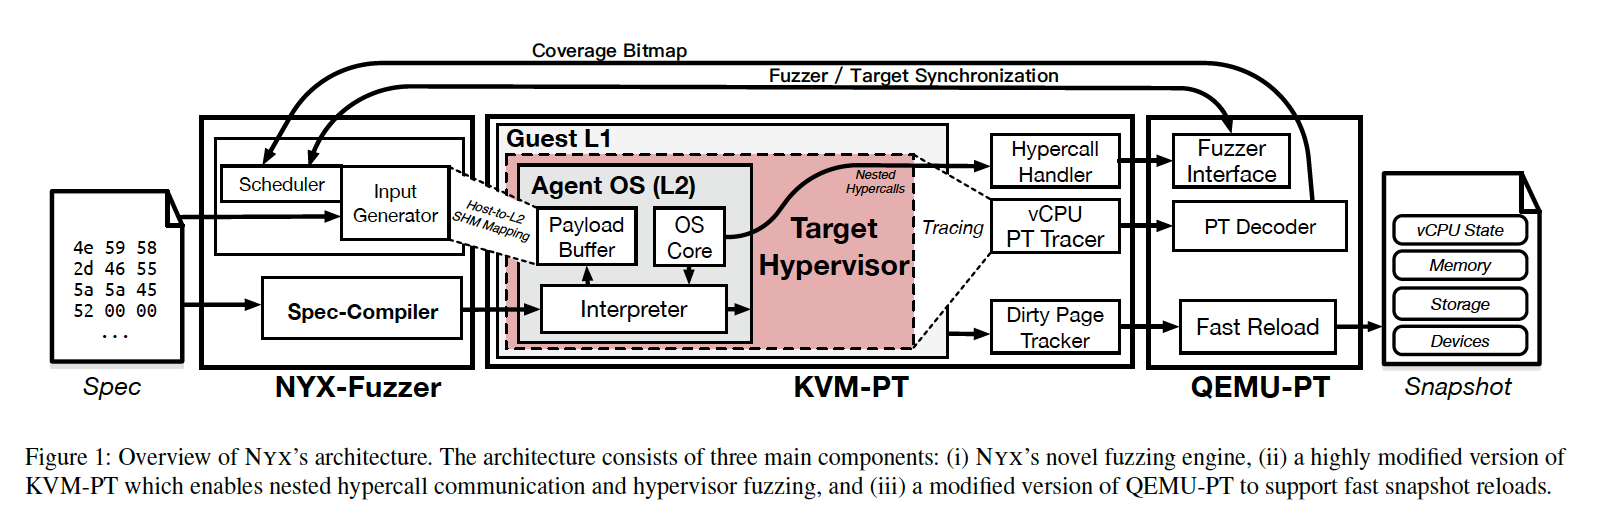 Coverage Bitmap
Fuzzer / Target Synchronization
Guest L1
Scheduler
Input
Generator
Host-to-L2
SHM Mapping
Agent OS (L2)
Payload
Buffer
OS
Core
Nested
Hypercalls
Target
Hypervisor
Tracing
Hypercall
Handler
vCPU
PT Tracer
Fuzzer
Interface
PT Decoder
4e 59 58
2d 46 55
5a 5a 45
52 00 00
...
Spec-Compiler
Interpreter
Dirty Page
Tracker
Fast Reload
vCPU State
Memory
Storage
Devices
Spec
NYX-Fuzzer
KVM-PT
QEMU-PT
Snapshot
Figure 1: Overview of NYX's architecture. The architecture consists of three main components: (i) NYX's novel fuzzing engine, (ii) a highly modified version of
KVM-PT which enables nested hypercall communication and hypervisor fuzzing, and (iii) a modified version of QEMU-PT to support fast snapshot reloads.